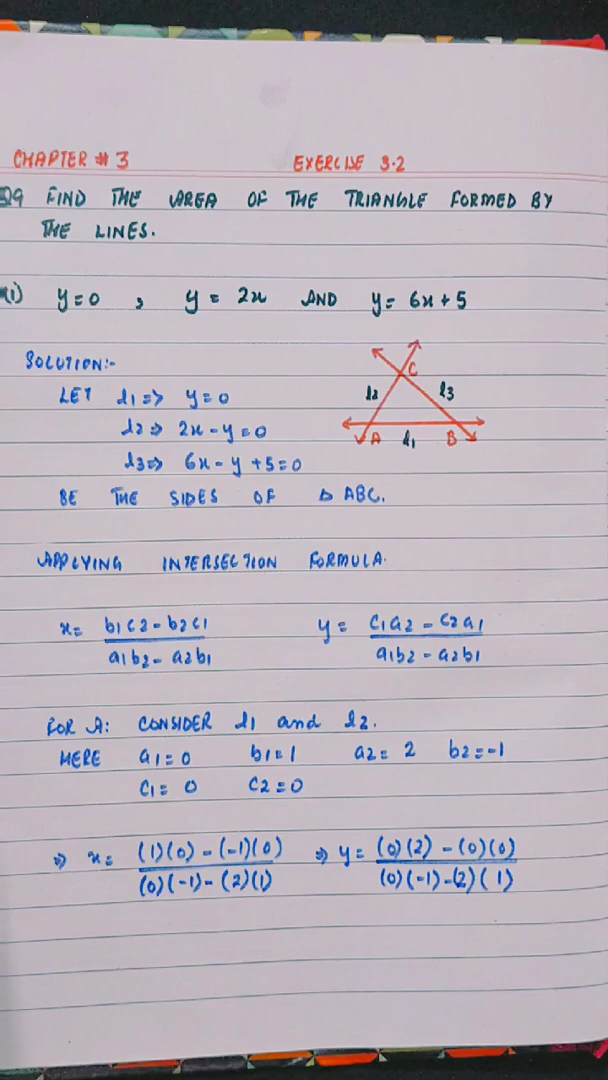 CHAPTER # 3 EXERCISE 3.2
Q9 FIND THE AREA OF THE TRIANGLE FORMED BY
THE LINES.
(i) y=0 , y = 2x AND y= 6x+5
SOLUTION:-
LET l1=> y=0
l2=> 2x-y=0
l3=> 6x-y+5=0
C
l2 l3
A l1 B
BE THE SIDES OF △ ABC.
APPLYING INTERSECTION FORMULA.
x= b1c2-b2c1 y= c1a2-c2a1
a1b2-a2b1 a1b2-a2b1
FOR A: CONSIDER l1 and l2.
HERE a1=0 b1=1 a2= 2 b2=-1
c1= 0 c2=0
=> x= (1)(0)-(-1)(0) => y= (0)(2)-(0)(0)
(0)(-1)-(2)(1) (0)(-1)-(2)(1)